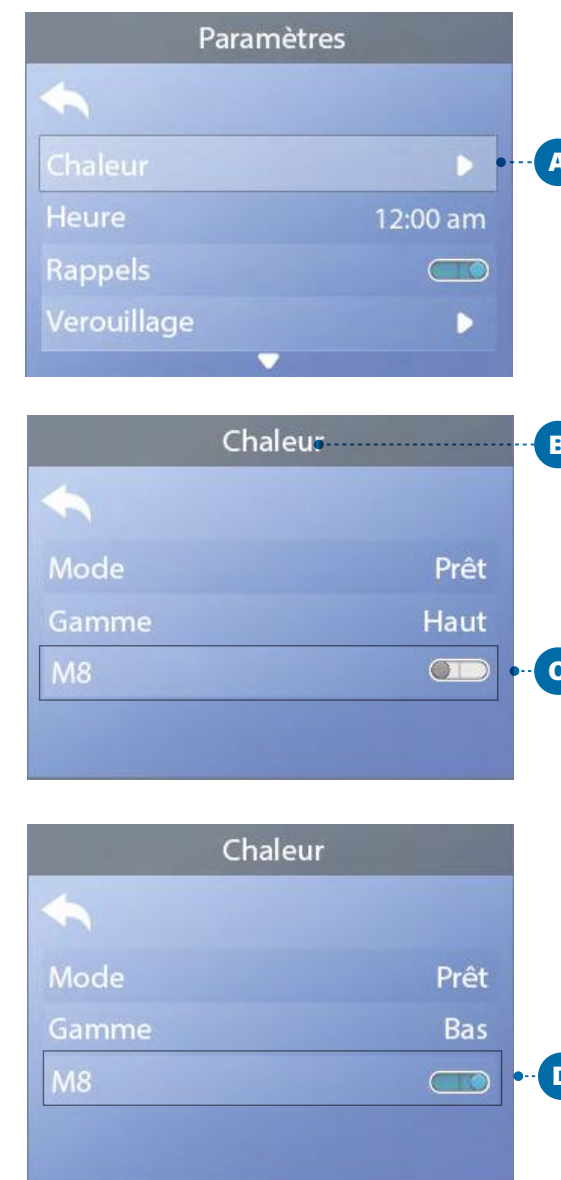 Paramètres
Chaleur A
Heure 12:00 am
Rappels
Verouillage
Chaleur B
Mode Prêt
Gamme Haut
M8 C
Chaleur
Mode Prêt
Gamme Bas
M8 D